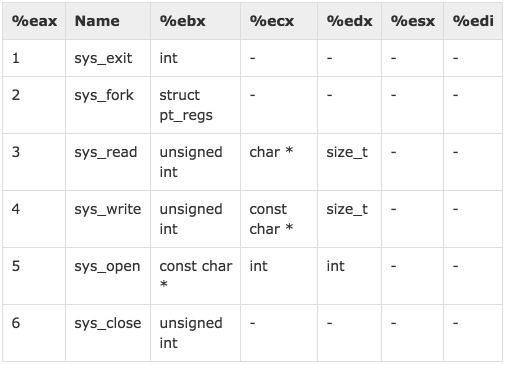 %eax Name %ebx %ecx %edx %esx %edi
1 sys_exit int - - - -
2 sys_fork struct - - - -
pt_regs
3 sys_read unsigned char * size_t - -
int
4 sys_write unsigned const size_t - -
int char *
5 sys_open const char int int - -
*
6 sys_close unsigned - - - -
int